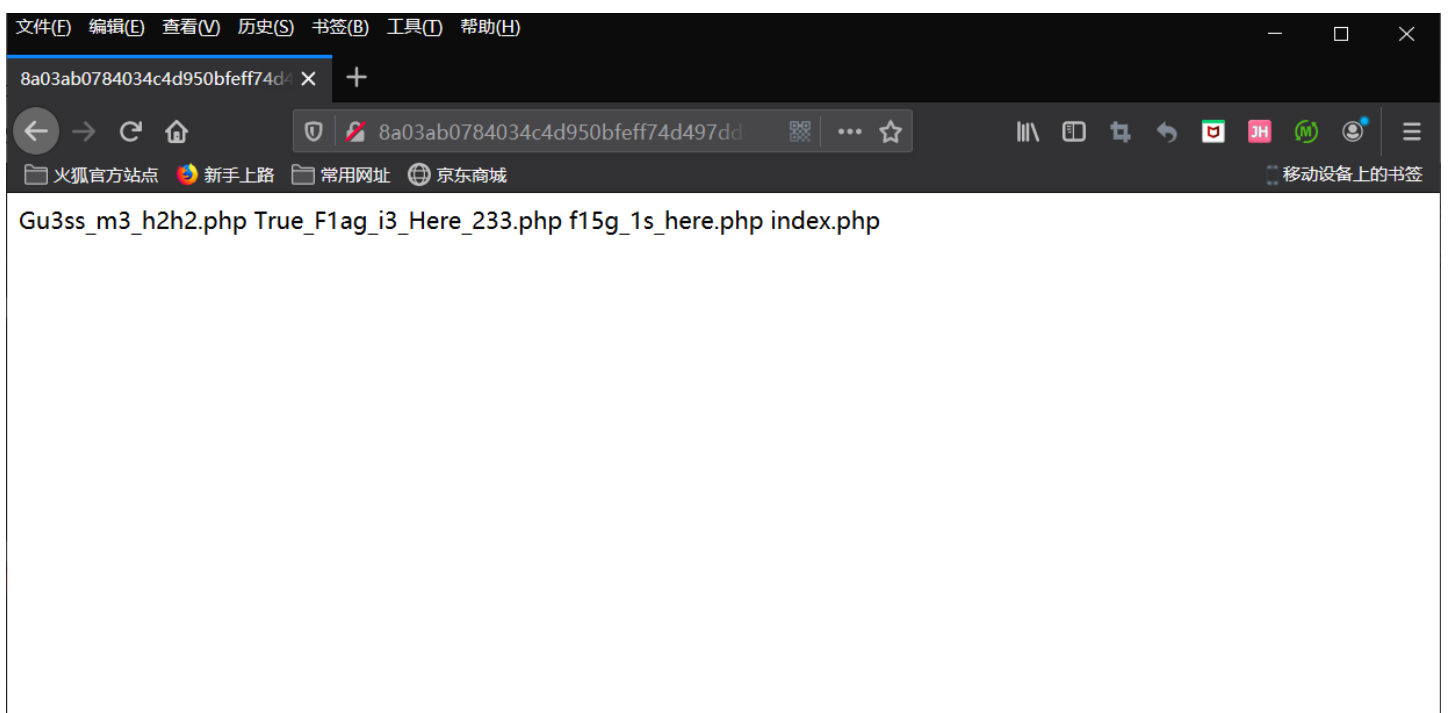 文件(F) 编辑(E) 查看(V) 历史(S) 书签(B) 工具(T) 帮助(H)
8a03ab0784034c4d950bfeff74d4
8a03ab0784034c4d950bfeff74d497dd
火狐官方站点 新手上路 常用网址 京东商城 移动设备上的书签
Gu3ss_m3_h2h2.php True_F1ag_i3_Here_233.php f15g_1s_here.php index.php